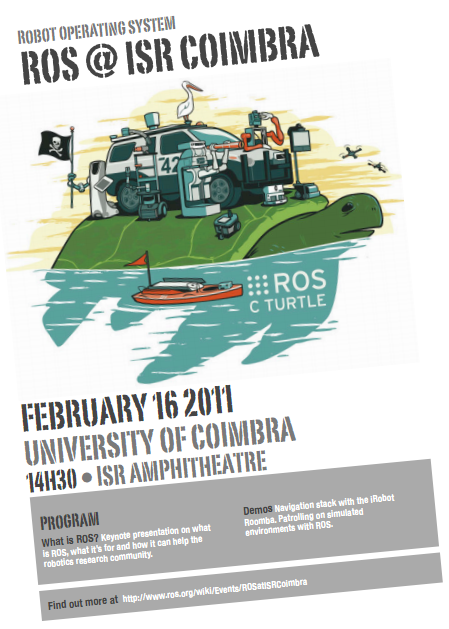 ROBOT OPERATING SYSTEM
ROS @ ISR COIMBRA
42
ROS
C TURTLE
FEBRUARY 16 2011
UNIVERSITY OF COIMBRA
14H30 • ISR AMPHITHEATRE
PROGRAM
What is ROS? Keynote presentation on what
is ROS, what it's for and how it can help the
robotics research community.
Demos Navigation stack with the iRobot
Roomba. Patrolling on simulated
environments with ROS.
Find out more at http://www.ros.org/wiki/Events/ROSatISRCoimbra